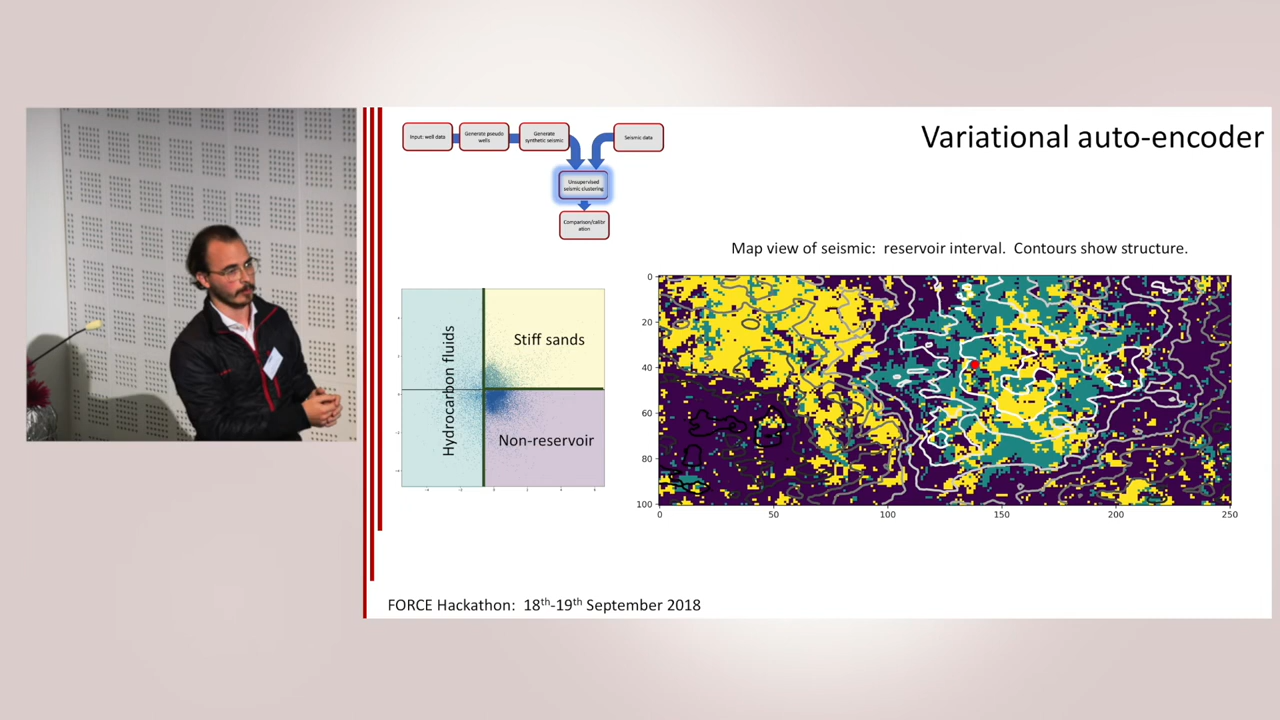 Variational auto-encoder
Input: well data
Generate pseudo
wells
Generate
synthetic seismic
Seismic data
Unsupervised
seismic clustering
Comparison/calibr
ation
Map view of seismic: reservoir interval. Contours show structure.
Hydrocarbon fluids
Stiff sands
Non-reservoir
0
20
40
60
80
100
0 50 100 150 200 250
FORCE Hackathon: 18th-19th September 2018